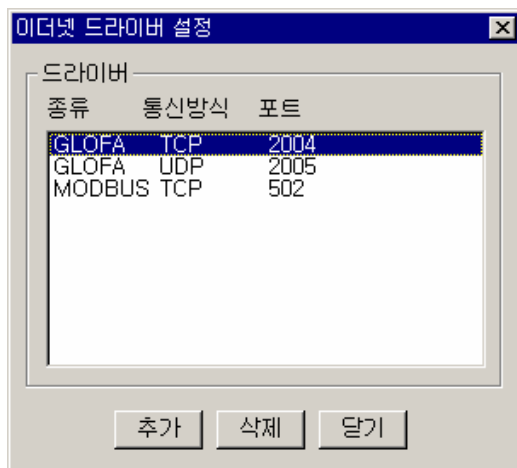 이더넷 드라이버 설정
드라이버
종류 통신방식 포트
GLOFA TCP 2004
GLOFA UDP 2005
MODBUS TCP 502
추가 삭제 닫기